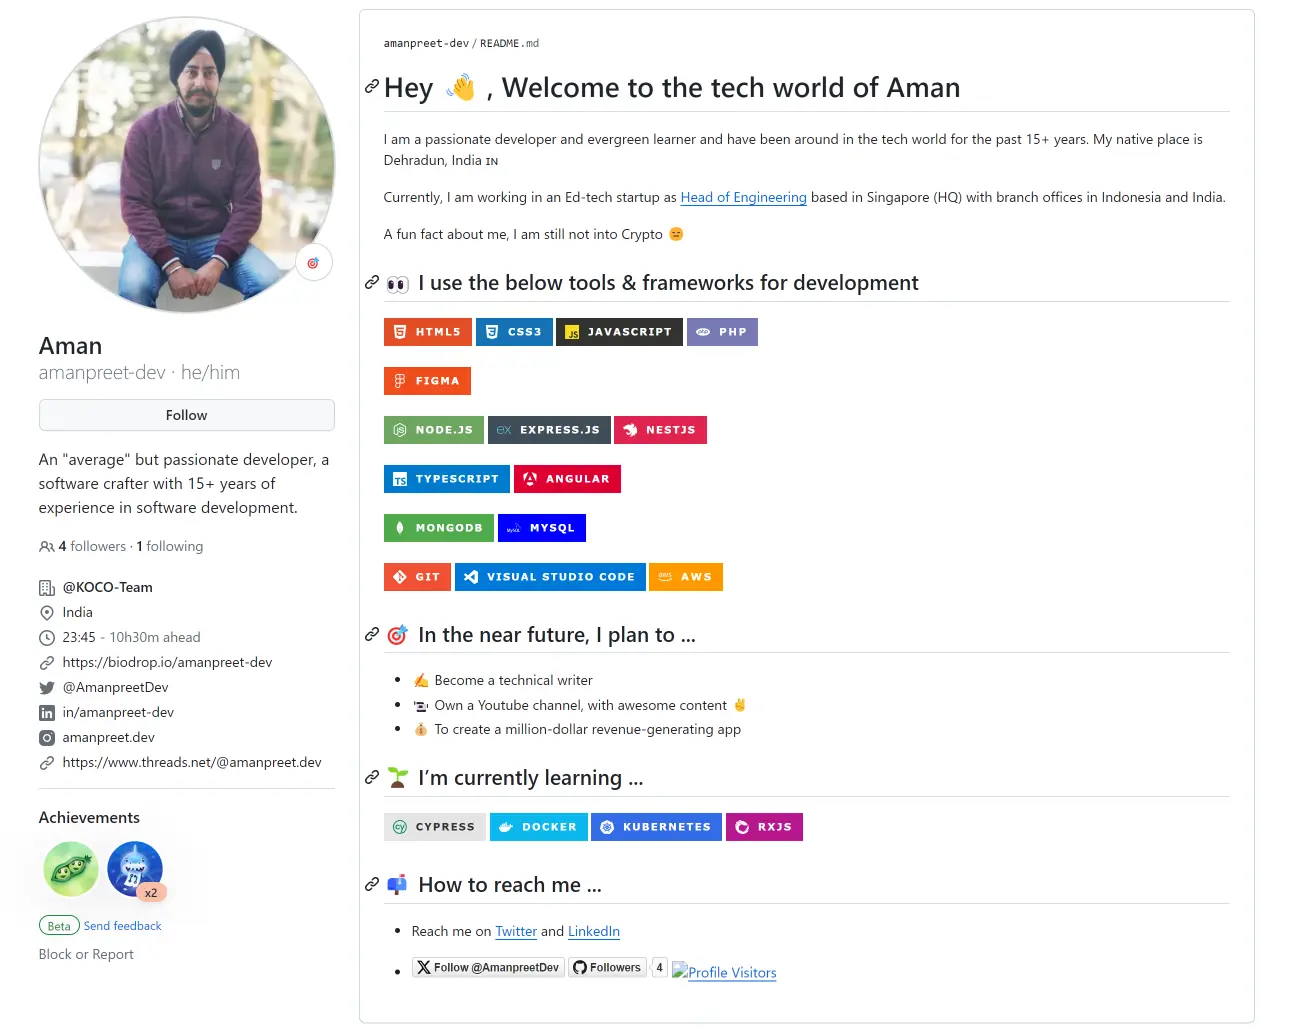 Aman
amanpreet-dev · he/him
Follow
An "average" but passionate developer, a
software crafter with 15+ years of
experience in software development.
4 followers · 1 following
@KOCO-Team
India
23:45 - 10h30m ahead
https://biodrop.io/amanpreet-dev
@AmanpreetDev
in/amanpreet-dev
amanpreet.dev
https://www.threads.net/@amanpreet.dev
Achievements
x2
Beta Send feedback
Block or Report
amanpreet-dev / README.md
Hey 👋 , Welcome to the tech world of Aman
I am a passionate developer and evergreen learner and have been around in the tech world for the past 15+ years. My native place is
Dehradun, India IN
Currently, I am working in an Ed-tech startup as Head of Engineering based in Singapore (HQ) with branch offices in Indonesia and India.
A fun fact about me, I am still not into Crypto 😑
👀 I use the below tools & frameworks for development
HTML5 CSS3 JS JAVASCRIPT php PHP
FIGMA
NODE.JS ex EXPRESS.JS NESTJS
TS TYPESCRIPT ANGULAR
MONGODB MySQL MYSQL
GIT VISUAL STUDIO CODE aws AWS
🎯 In the near future, I plan to ...
• ✍️ Become a technical writer
• 📹 Own a Youtube channel, with awesome content ✌️
• 💰 To create a million-dollar revenue-generating app
🌱 I’m currently learning ...
cy CYPRESS DOCKER KUBERNETES RXJS
📫 How to reach me ...
• Reach me on Twitter and LinkedIn
• X Follow @AmanpreetDev Followers 4 Profile Visitors